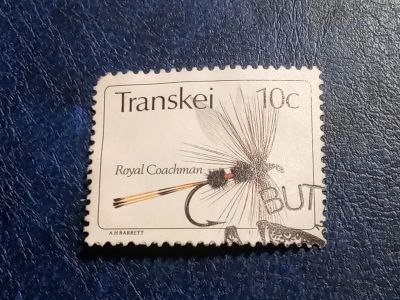 Transkei 10c
Royal Coachman
BUT
A H BARRETT